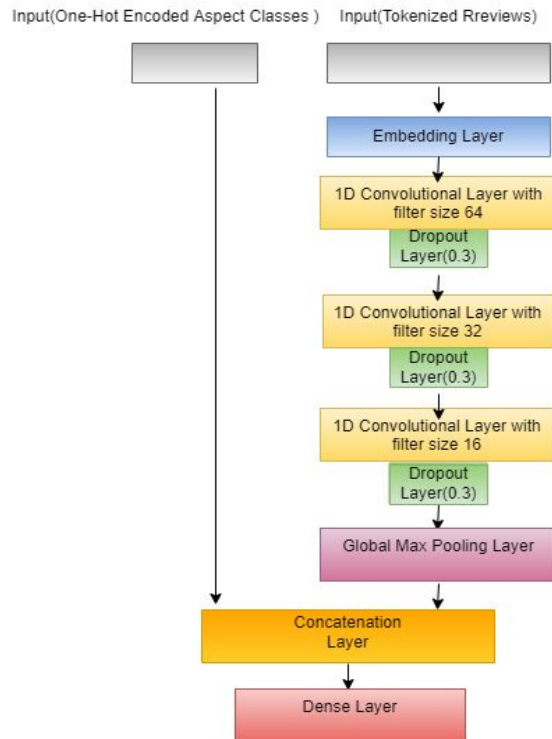 Input(One-Hot Encoded Aspect Classes )
Input(Tokenized Rreviews)
Embedding Layer
1D Convolutional Layer with
filter size 64
Dropout
Layer(0.3)
1D Convolutional Layer with
filter size 32
Dropout
Layer(0.3)
1D Convolutional Layer with
filter size 16
Dropout
Layer(0.3)
Global Max Pooling Layer
Concatenation
Layer
Dense Layer